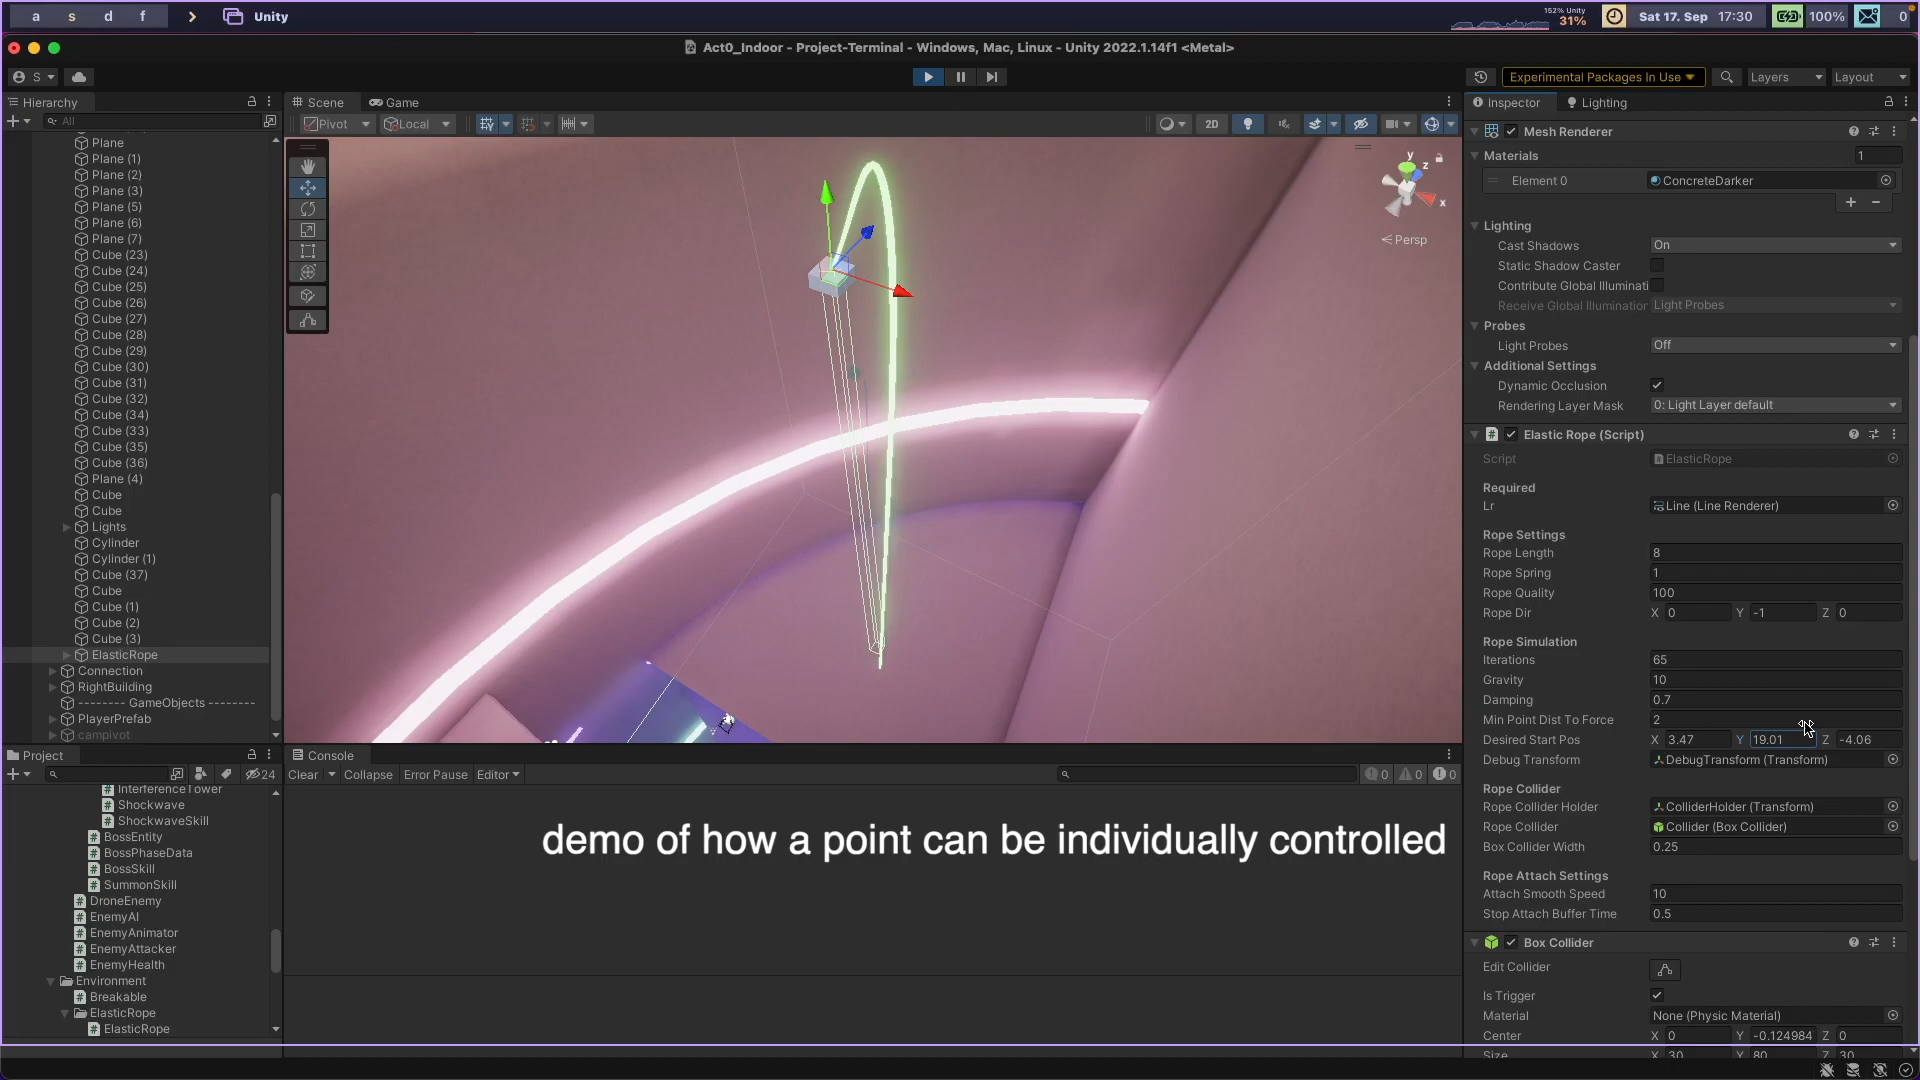 a s d f Unity 152% Unity 31% Sat 17. Sep 17:30 100% 0
Act0_Indoor - Project-Terminal - Windows, Mac, Linux - Unity 2022.1.14f1 <Metal>
S Experimental Packages In Use Layers Layout
Hierarchy
All
Plane
Plane (1)
Plane (2)
Plane (3)
Plane (5)
Plane (6)
Plane (7)
Cube (23)
Cube (24)
Cube (25)
Cube (26)
Cube (27)
Cube (28)
Cube (29)
Cube (30)
Cube (31)
Cube (32)
Cube (34)
Cube (33)
Cube (35)
Cube (36)
Plane (4)
Cube
Cube
Lights
Cylinder
Cylinder (1)
Cube (37)
Cube
Cube (1)
Cube (2)
Cube (3)
ElasticRope
Connection
RightBuilding
-------- GameObjects --------
PlayerPrefab
campivot
Scene Game
Pivot Local 2D
y
z
x
Persp
Project
24
InterferenceTower
Shockwave
ShockwaveSkill
BossEntity
BossPhaseData
BossSkill
SummonSkill
DroneEnemy
EnemyAI
EnemyAnimator
EnemyAttacker
EnemyHealth
Environment
Breakable
ElasticRope
ElasticRope
Console
Clear Collapse Error Pause Editor 0 0 0
demo of how a point can be individually controlled
Inspector Lighting
Mesh Renderer
Materials 1
Element 0 ConcreteDarker
Lighting
Cast Shadows On
Static Shadow Caster
Contribute Global Illuminati
Receive Global Illumination Light Probes
Probes
Light Probes Off
Additional Settings
Dynamic Occlusion
Rendering Layer Mask 0: Light Layer default
Elastic Rope (Script)
Script ElasticRope
Required
Lr Line (Line Renderer)
Rope Settings
Rope Length 8
Rope Spring 1
Rope Quality 100
Rope Dir X 0 Y -1 Z 0
Rope Simulation
Iterations 65
Gravity 10
Damping 0.7
Min Point Dist To Force 2
Desired Start Pos X 3.47 Y 19.01 Z -4.06
Debug Transform DebugTransform (Transform)
Rope Collider
Rope Collider Holder ColliderHolder (Transform)
Rope Collider Collider (Box Collider)
Box Collider Width 0.25
Rope Attach Settings
Attach Smooth Speed 10
Stop Attach Buffer Time 0.5
Box Collider
Edit Collider
Is Trigger
Material None (Physic Material)
Center X 0 Y -0.124984 Z 0
Size X 30 Y 80 Z 30